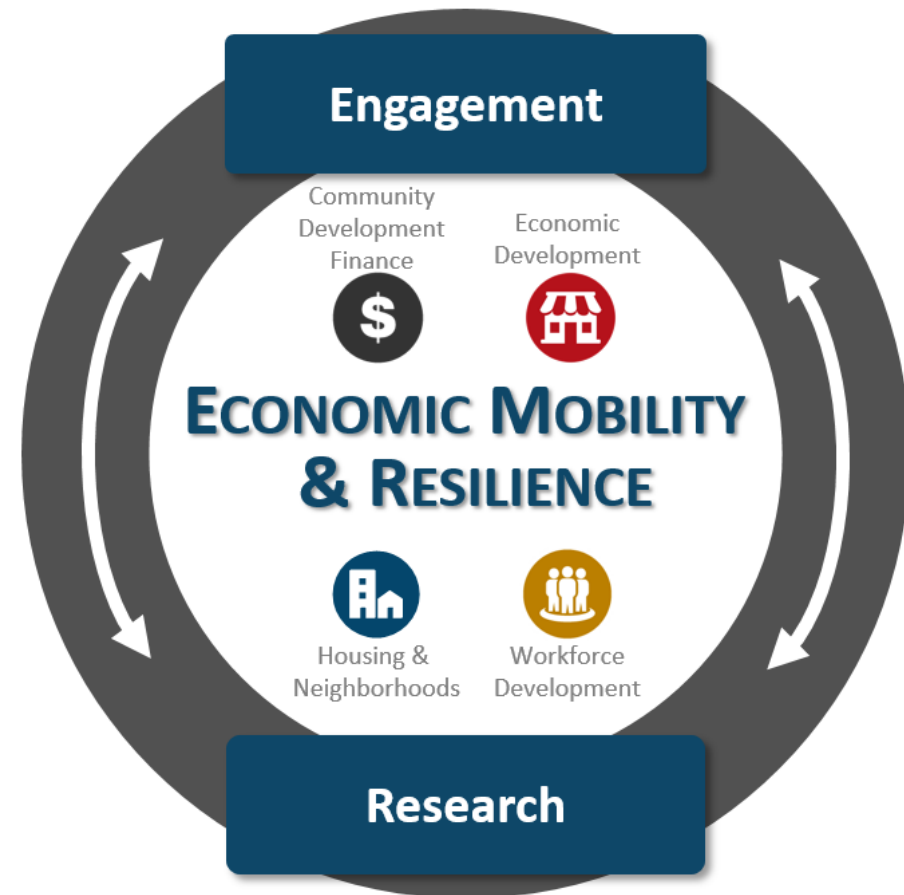 Engagement
Community
Development
Finance
Economic
Development
$
ECONOMIC MOBILITY
& RESILIENCE
Housing &
Neighborhoods
Workforce
Development
Research